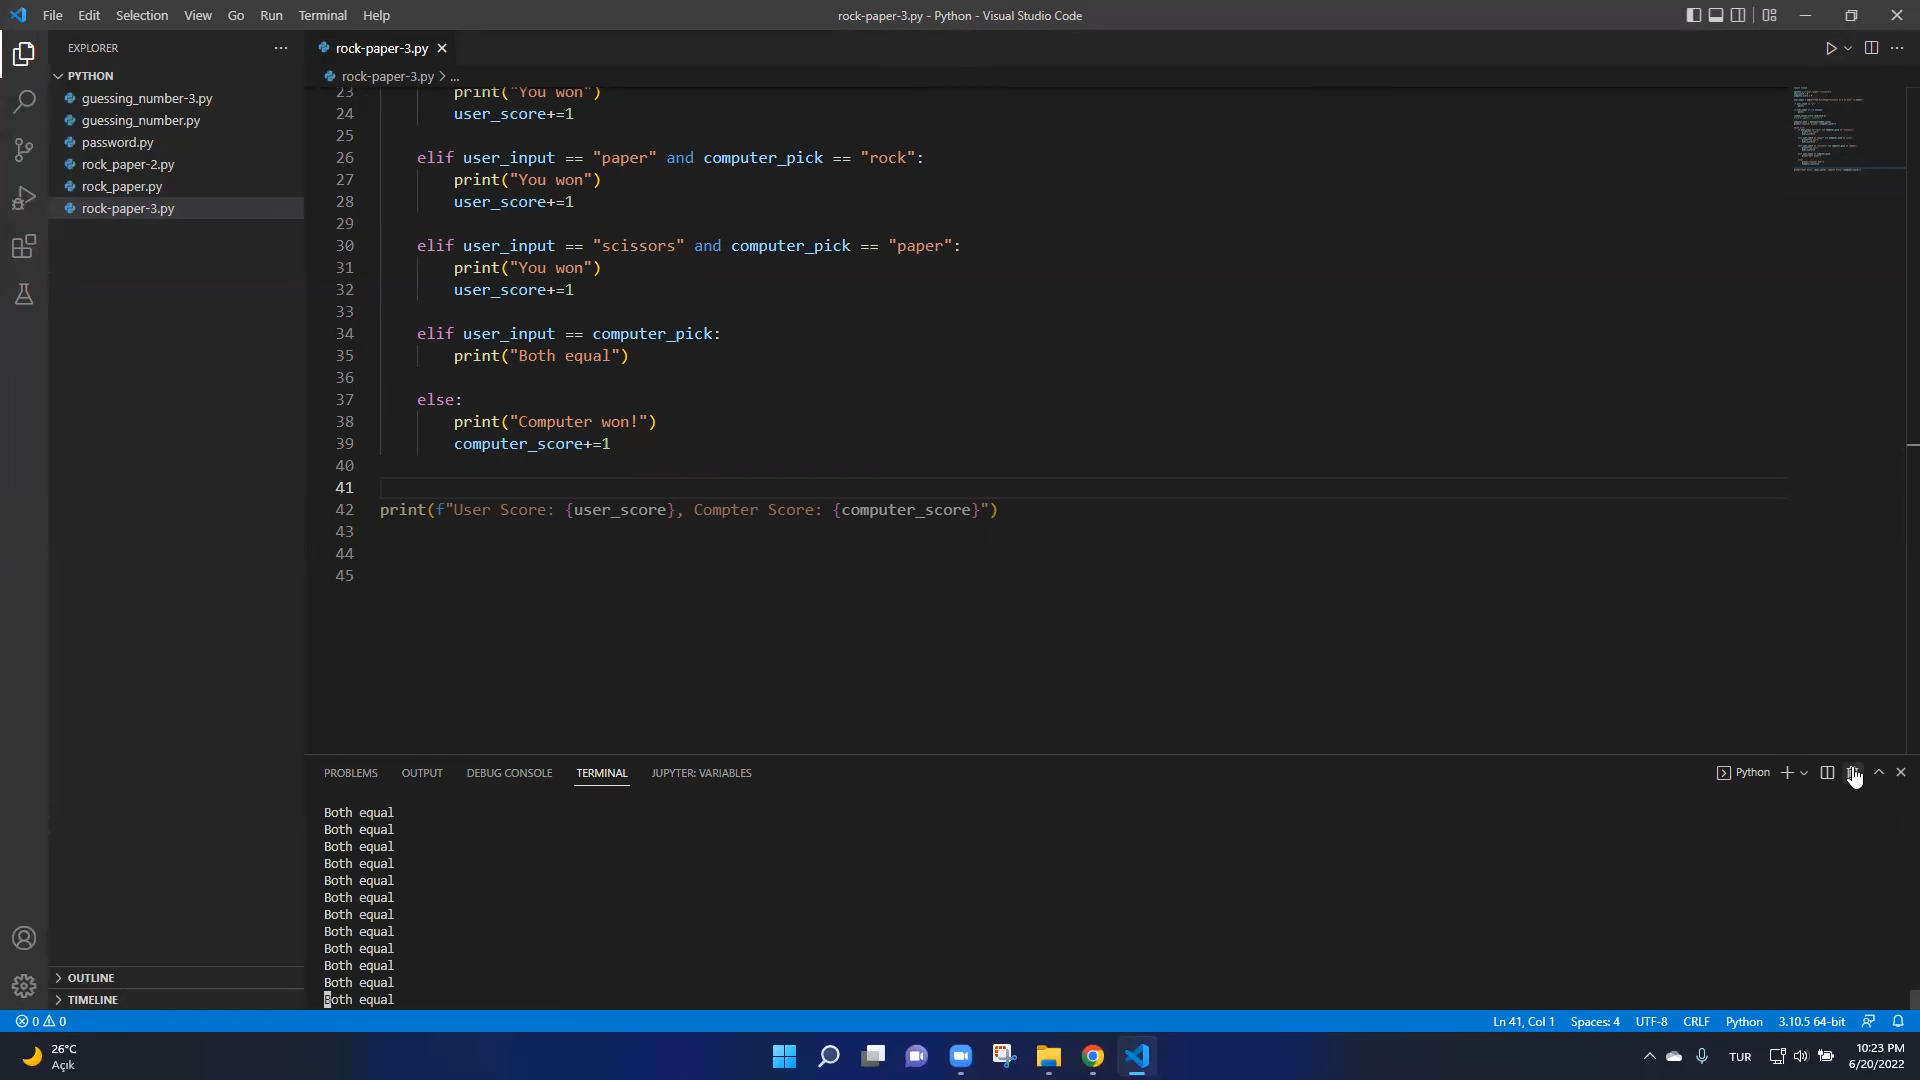 File Edit Selection View Go Run Terminal Help
rock-paper-3.py - Python - Visual Studio Code
EXPLORER
PYTHON
guessing_number-3.py
guessing_number.py
password.py
rock_paper-2.py
rock_paper.py
rock-paper-3.py
OUTLINE
TIMELINE
rock-paper-3.py
rock-paper-3.py > ...
23 print("You won")
24 user_score+=1
25
26 elif user_input == "paper" and computer_pick == "rock":
27 print("You won")
28 user_score+=1
29
30 elif user_input == "scissors" and computer_pick == "paper":
31 print("You won")
32 user_score+=1
33
34 elif user_input == computer_pick:
35 print("Both equal")
36
37 else:
38 print("Computer won!")
39 computer_score+=1
40
41
42 print(f"User Score: {user_score}, Compter Score: {computer_score}")
43
44
45
PROBLEMS OUTPUT DEBUG CONSOLE TERMINAL JUPYTER: VARIABLES
Python
Both equal
Both equal
Both equal
Both equal
Both equal
Both equal
Both equal
Both equal
Both equal
Both equal
Both equal
Both equal
0 0
Ln 41, Col 1 Spaces: 4 UTF-8 CRLF Python 3.10.5 64-bit
26°C
Açık
TUR
10:23 PM
6/20/2022